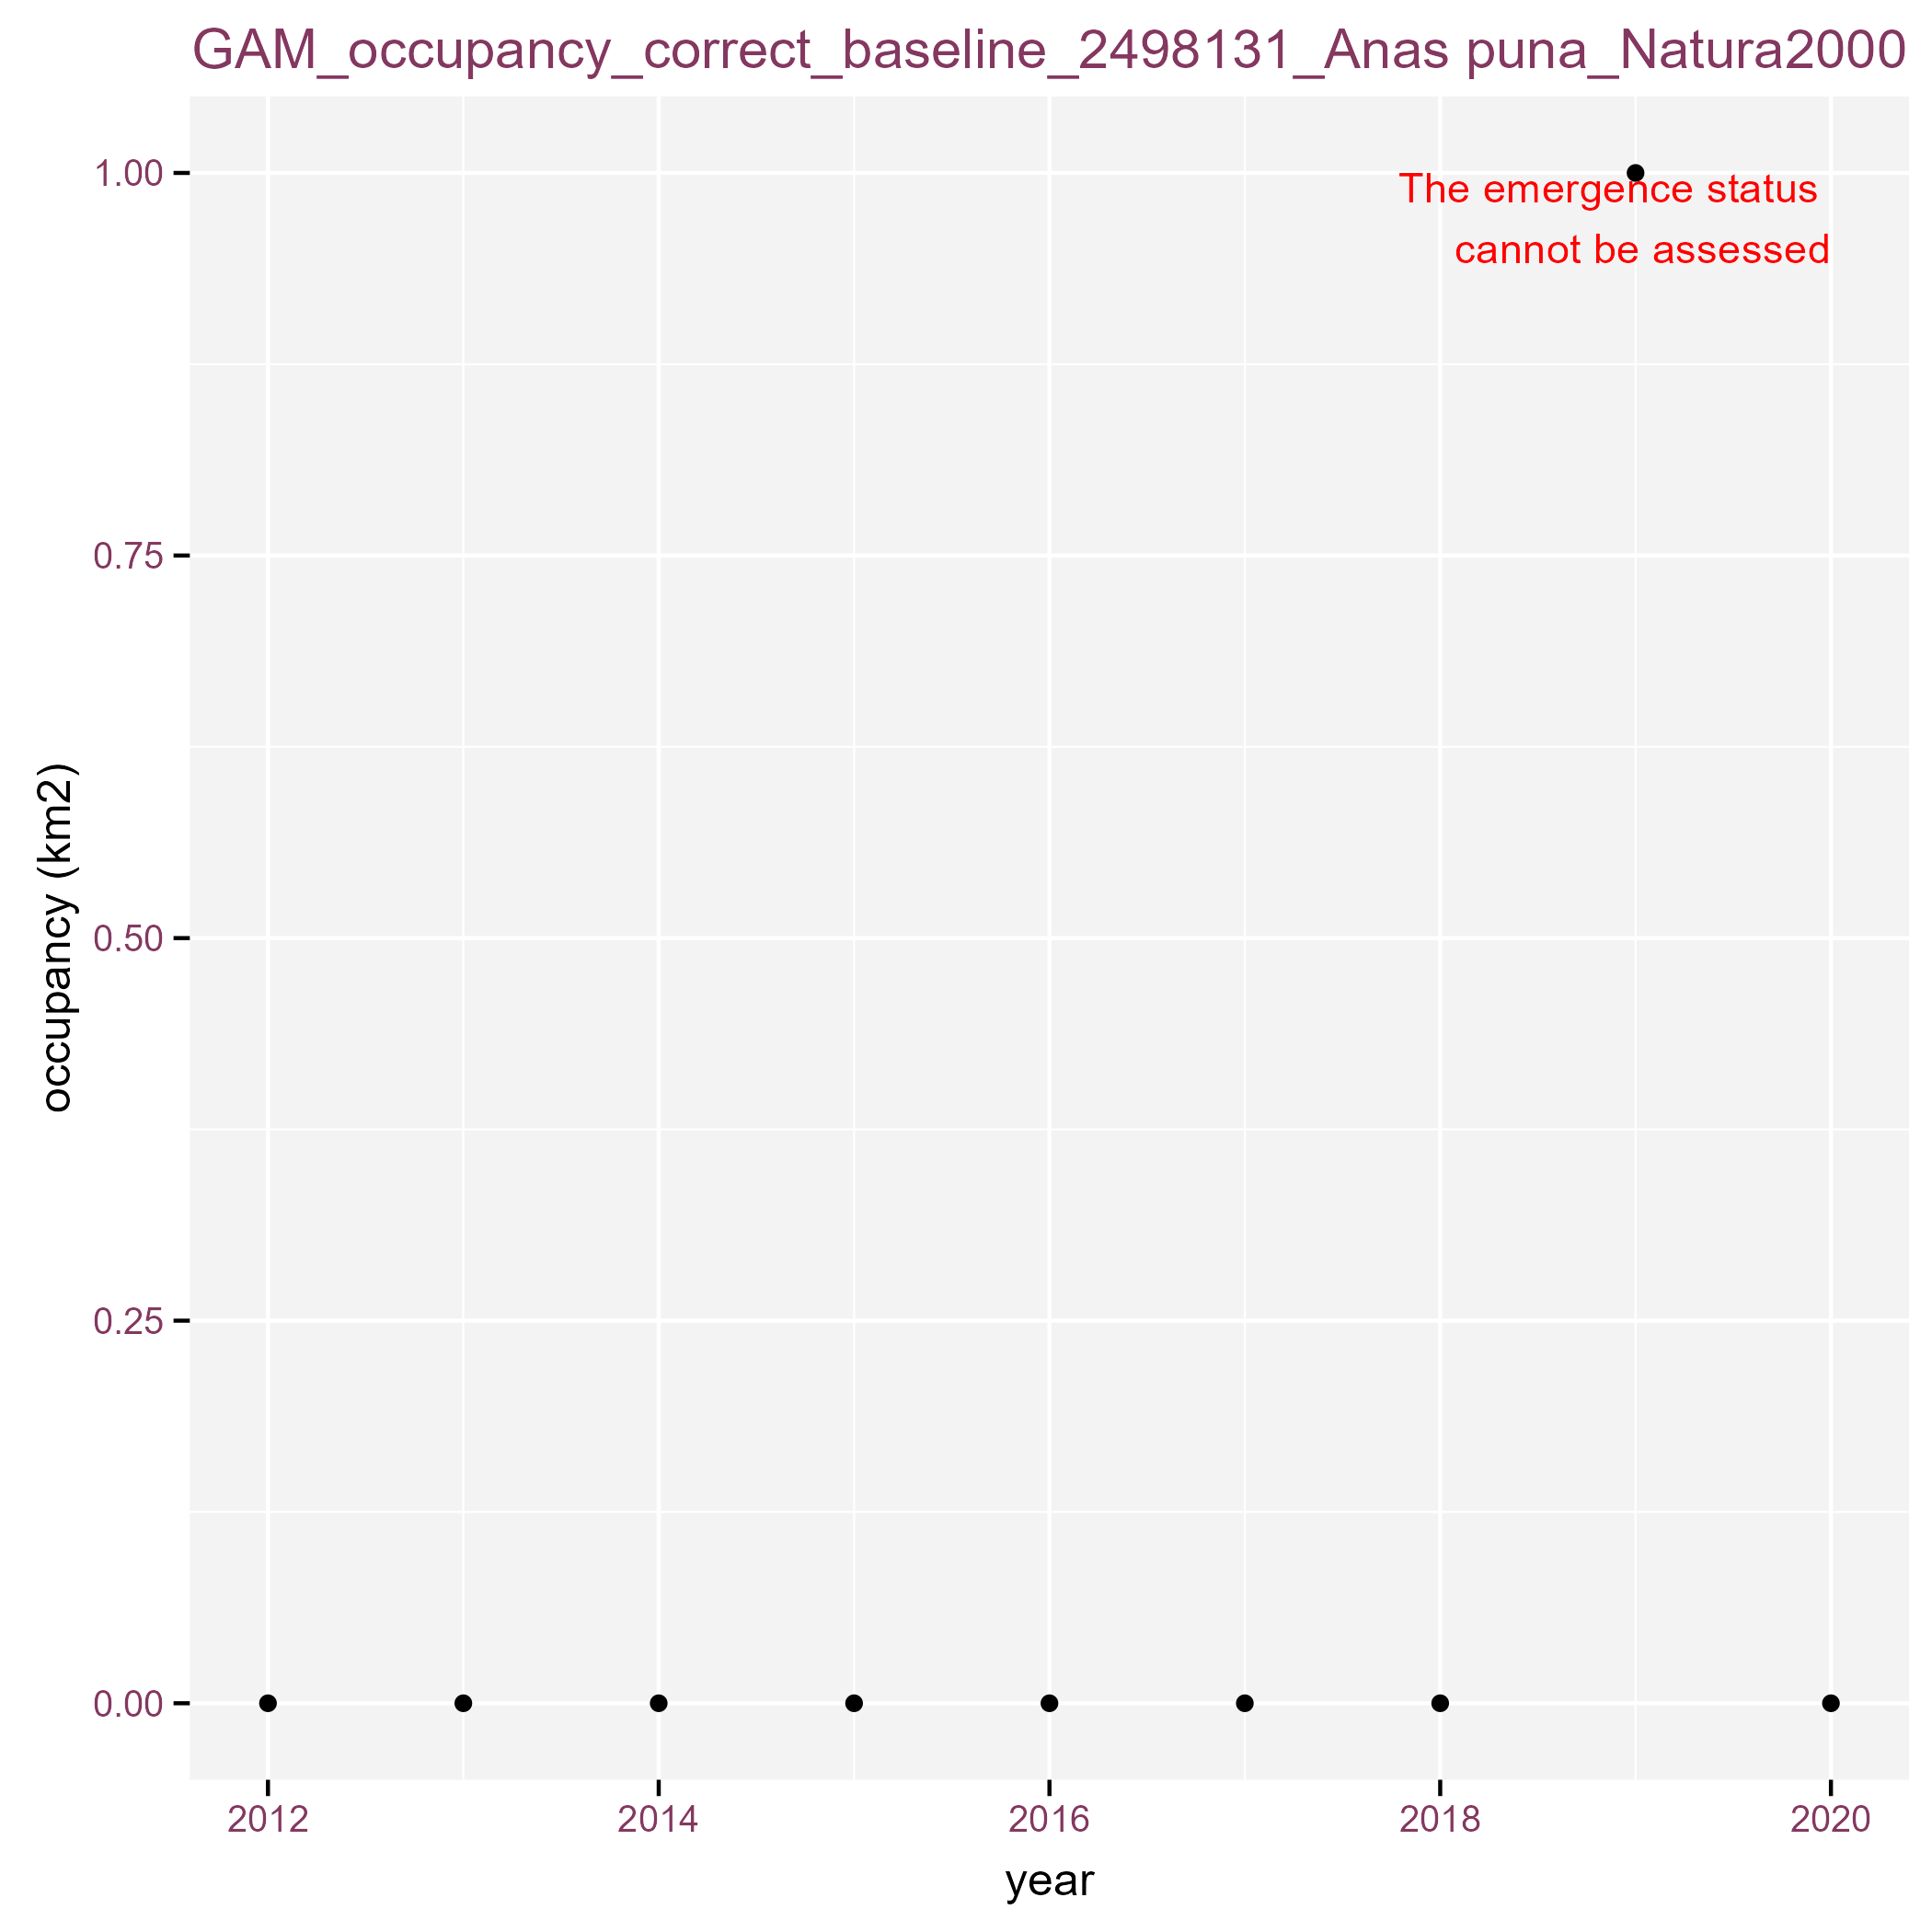 GAM_occupancy_correct_baseline_2498131_Anas puna_Natura2000
1.00
The emergence status
cannot be assessed
0.75
0.50
0.25
0.00
occupancy (km2)
2012
2014
2016
2018
2020
year